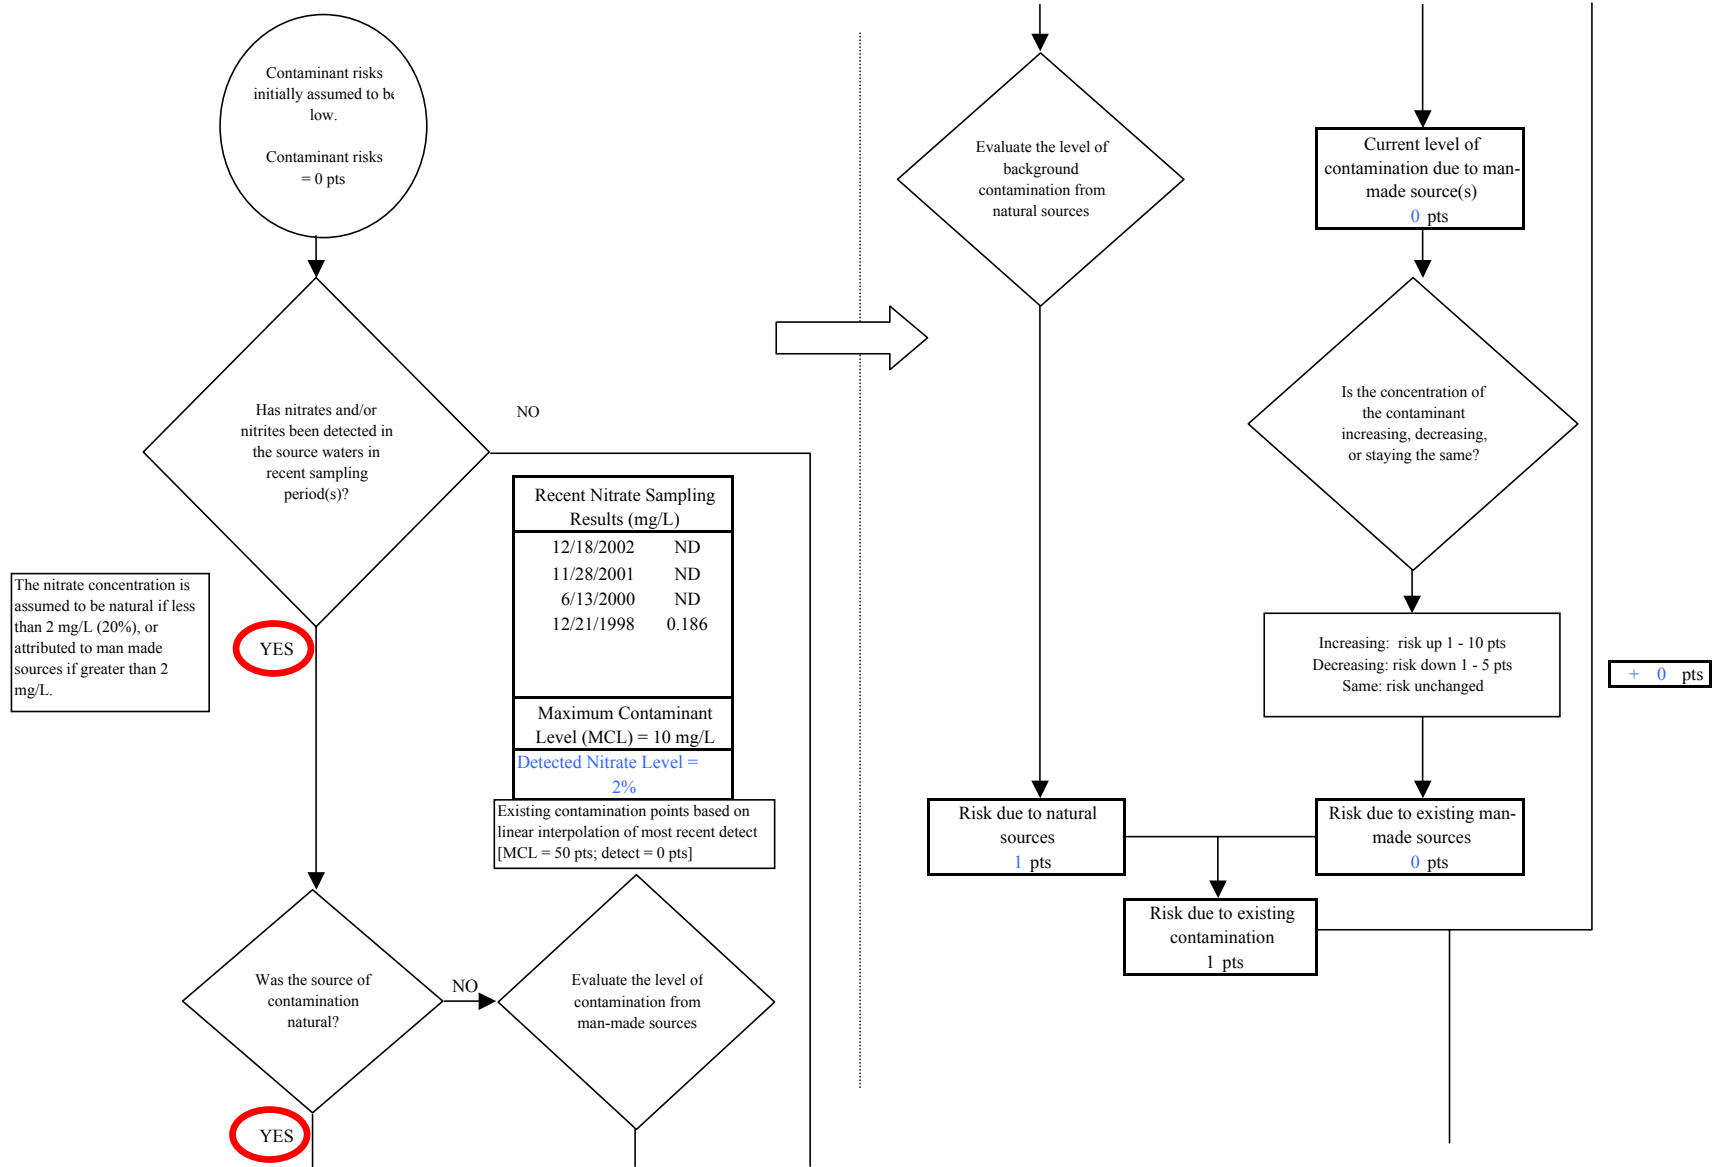 Contaminant risks
initially assumed to be
low.
Contaminant risks
= 0 pts
Has nitrates and/or
nitrites been detected in
the source waters in
recent sampling
period(s)?
NO
The nitrate concentration is
assumed to be natural if less
than 2 mg/L (20%), or
attributed to man made
sources if greater than 2
mg/L.
YES
Recent Nitrate Sampling
Results (mg/L)
12/18/2002 ND
11/28/2001 ND
6/13/2000 ND
12/21/1998 0.186
Maximum Contaminant
Level (MCL) = 10 mg/L
Detected Nitrate Level =
2%
Existing contamination points based on
linear interpolation of most recent detect
[MCL = 50 pts; detect = 0 pts]
Was the source of
contamination
natural?
NO
Evaluate the level of
contamination from
man-made sources
YES
Evaluate the level of
background
contamination from
natural sources
Current level of
contamination due to man-
made source(s)
0 pts
Is the concentration of
the contaminant
increasing, decreasing,
or staying the same?
Increasing: risk up 1 - 10 pts
Decreasing: risk down 1 - 5 pts
Same: risk unchanged
+ 0 pts
Risk due to natural
sources
1 pts
Risk due to existing man-
made sources
0 pts
Risk due to existing
contamination
1 pts